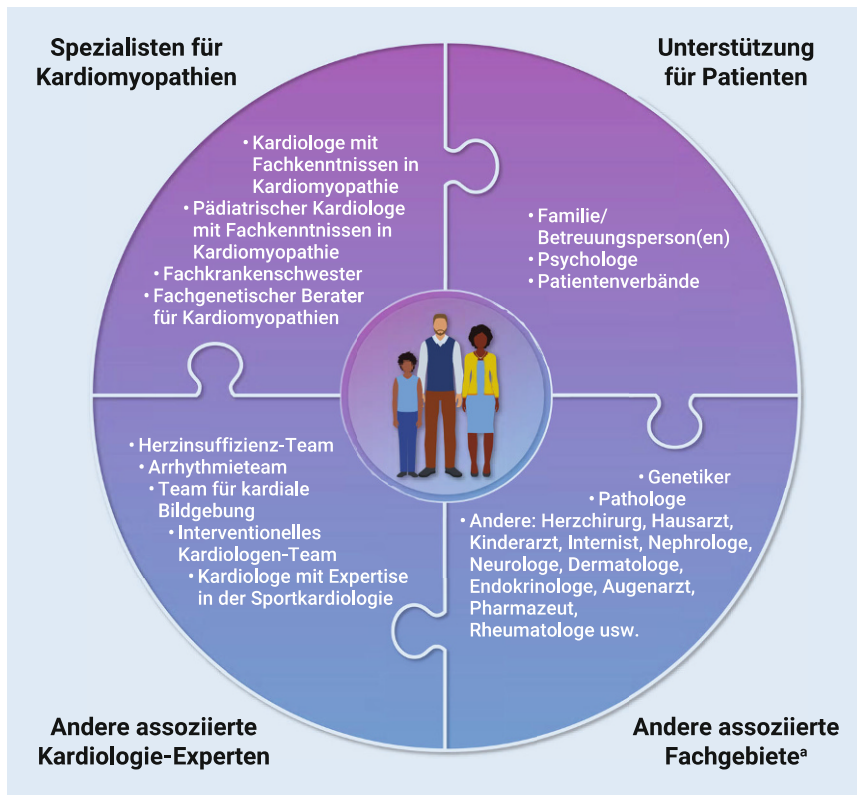 Spezialisten für
Kardiomyopathien
Unterstützung
für Patienten
• Kardiologe mit
Fachkenntnissen in
Kardiomyopathie
• Pädiatrischer Kardiologe
mit Fachkenntnissen in
Kardiomyopathie
• Fachkrankenschwester
• Fachgenetischer Berater
für Kardiomyopathien
• Familie/
Betreuungsperson(en)
• Psychologe
• Patientenverbände
• Herzinsuffizienz-Team
• Arrhythmieteam
• Team für kardiale
Bildgebung
• Interventionelles
Kardiologen-Team
• Kardiologe mit Expertise
in der Sportkardiologie
• Genetiker
• Pathologe
• Andere: Herzchirurg, Hausarzt,
Kinderarzt, Internist, Nephrologe,
Neurologe, Dermatologe,
Endokrinologe, Augenarzt,
Pharmazeut,
Rheumatologe usw.
Andere assoziierte
Kardiologie-Experten
Andere assoziierte
Fachgebieteᵃ